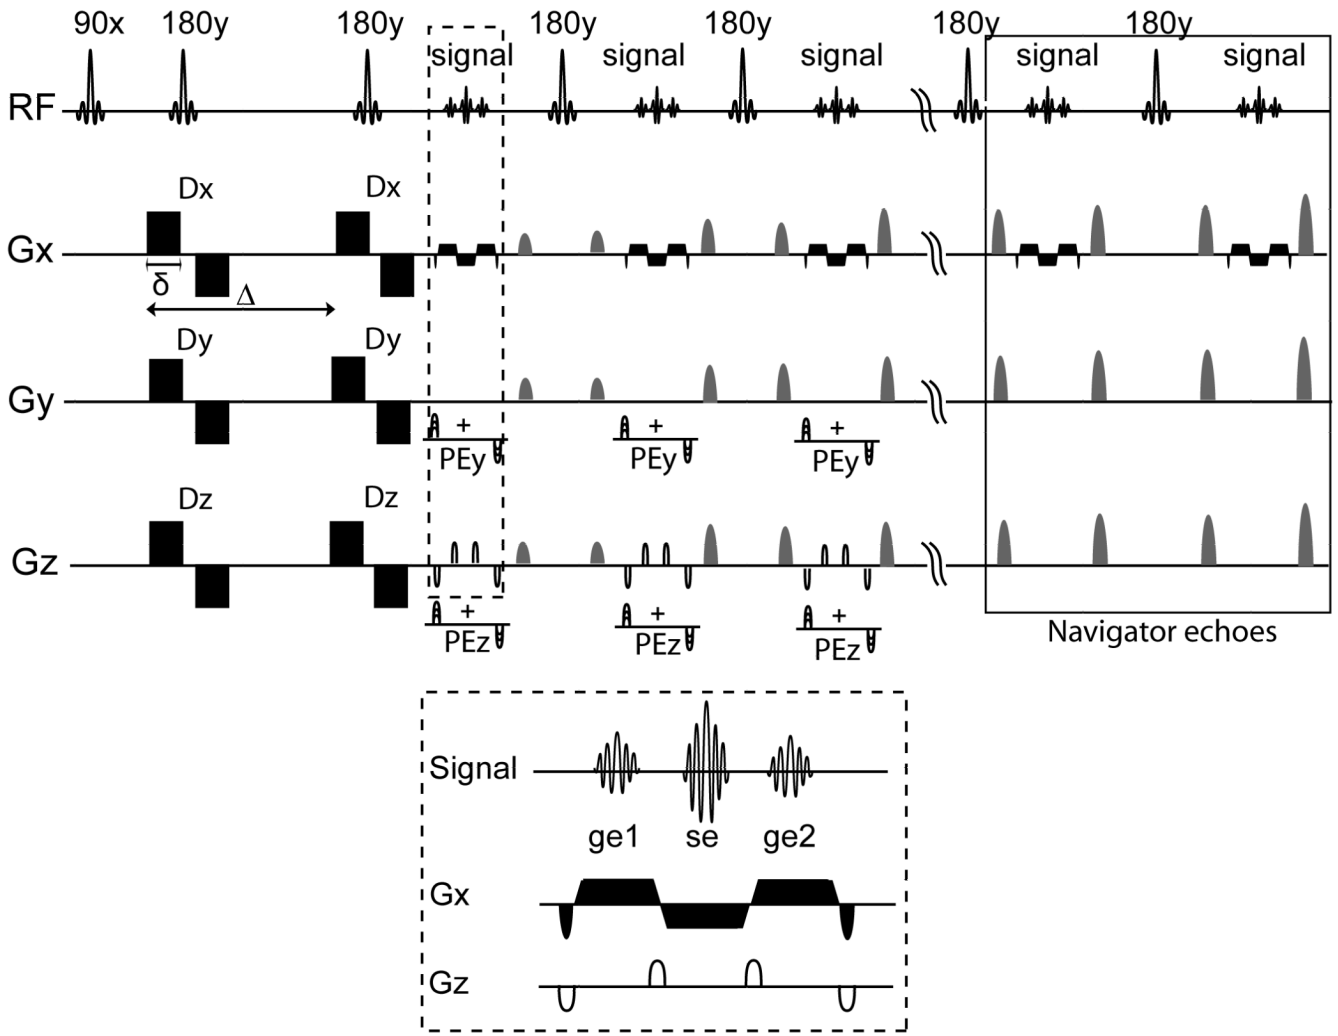 90x 180y 180y 180y 180y 180y 180y
signal signal signal signal signal
RF
Dx Dx
Gx
δ Δ
Dy Dy
Gy
+ + +
PEy PEy PEy
Dz Dz
Gz
+ + +
PEz PEz PEz
Navigator echoes
Signal
ge1 se ge2
Gx
Gz